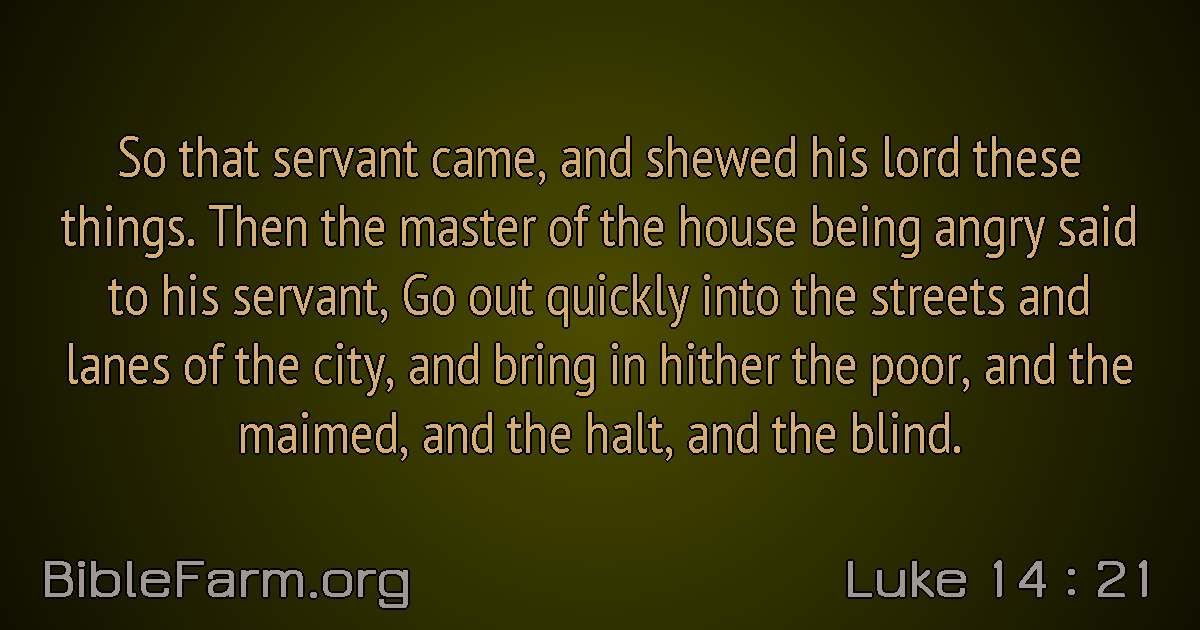 So that servant came, and shewed his lord these
things. Then the master of the house being angry said
to his servant, Go out quickly into the streets and
lanes of the city, and bring in hither the poor, and the
maimed, and the halt, and the blind.
BibleFarm.org
Luke 14 : 21